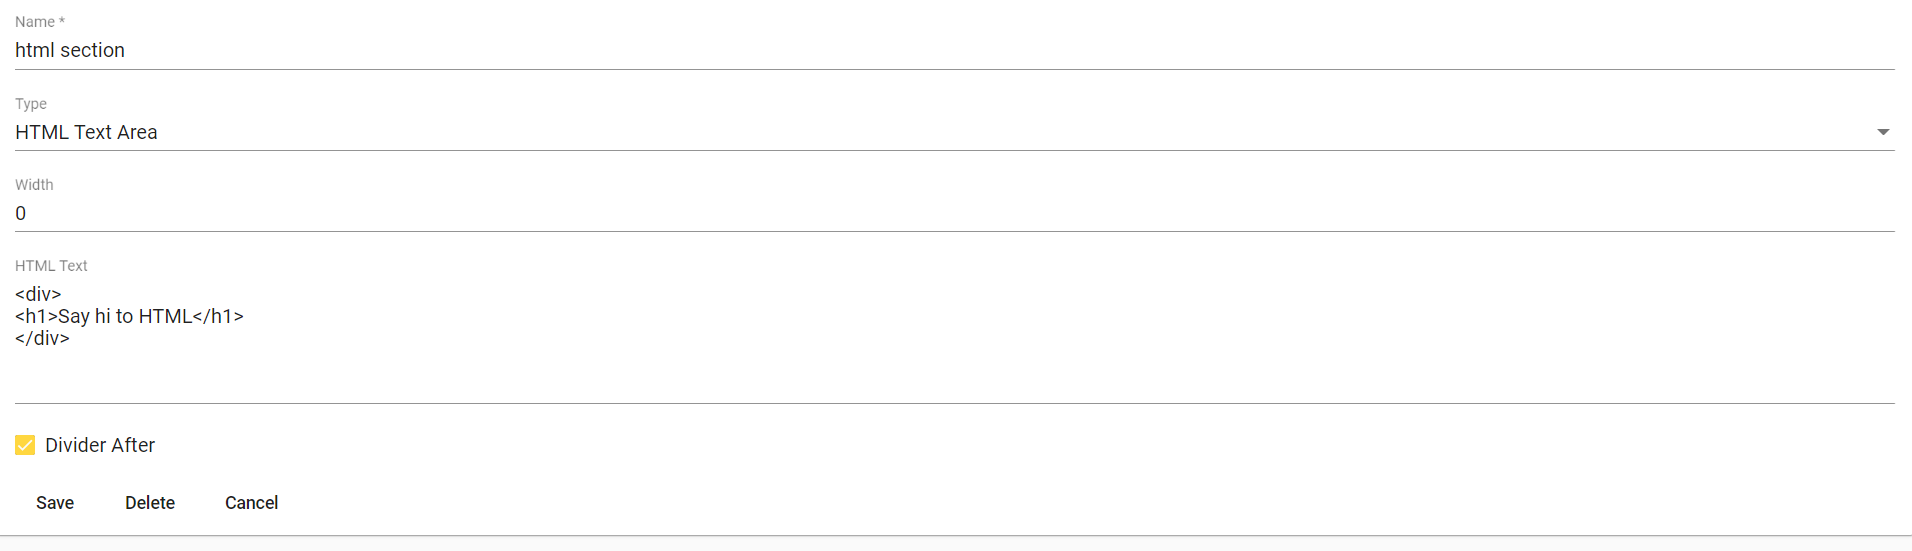 Name *
html section
Type
HTML Text Area
Width
0
HTML Text
<div>
<h1>Say hi to HTML</h1>
</div>
Divider After
Save Delete Cancel